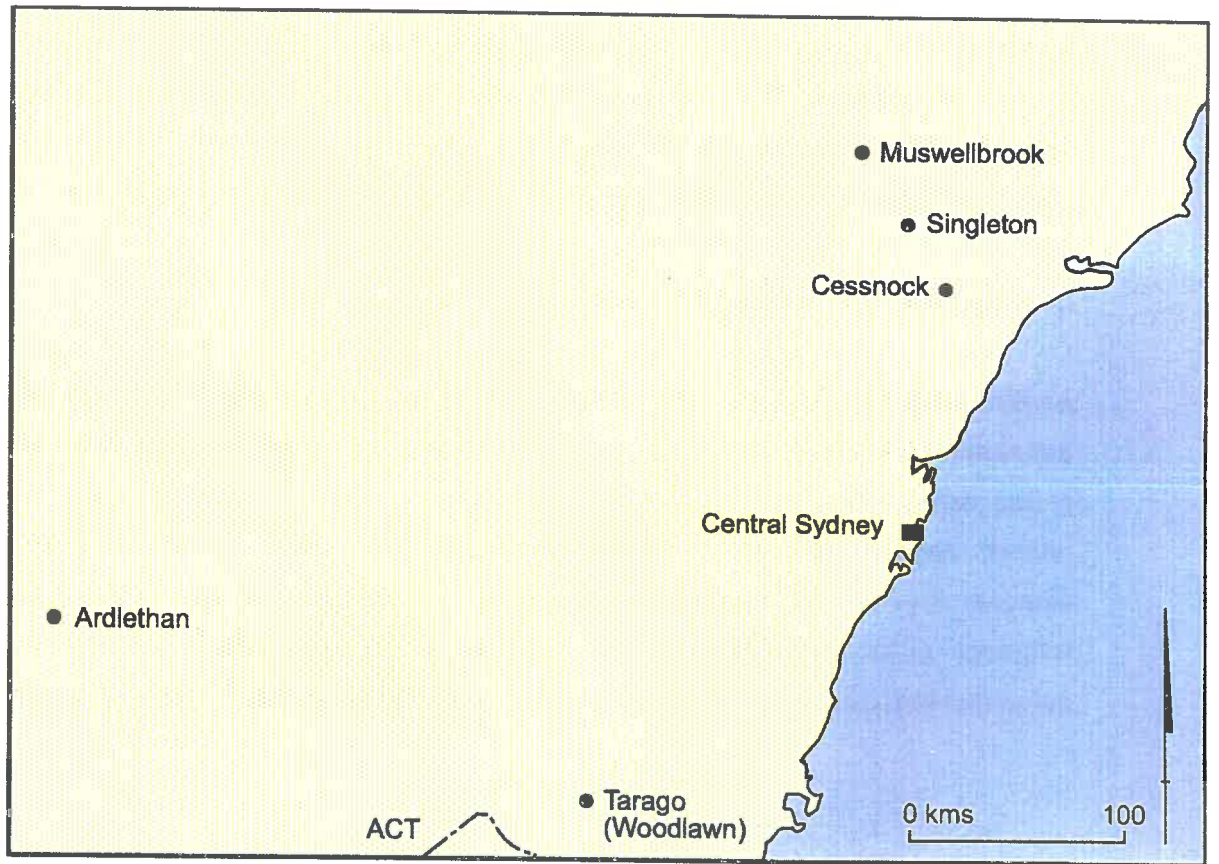 Muswellbrook
Singleton
Cessnock
Central Sydney
Ardlethan
Tarago
(Woodlawn)
ACT
0 kms 100